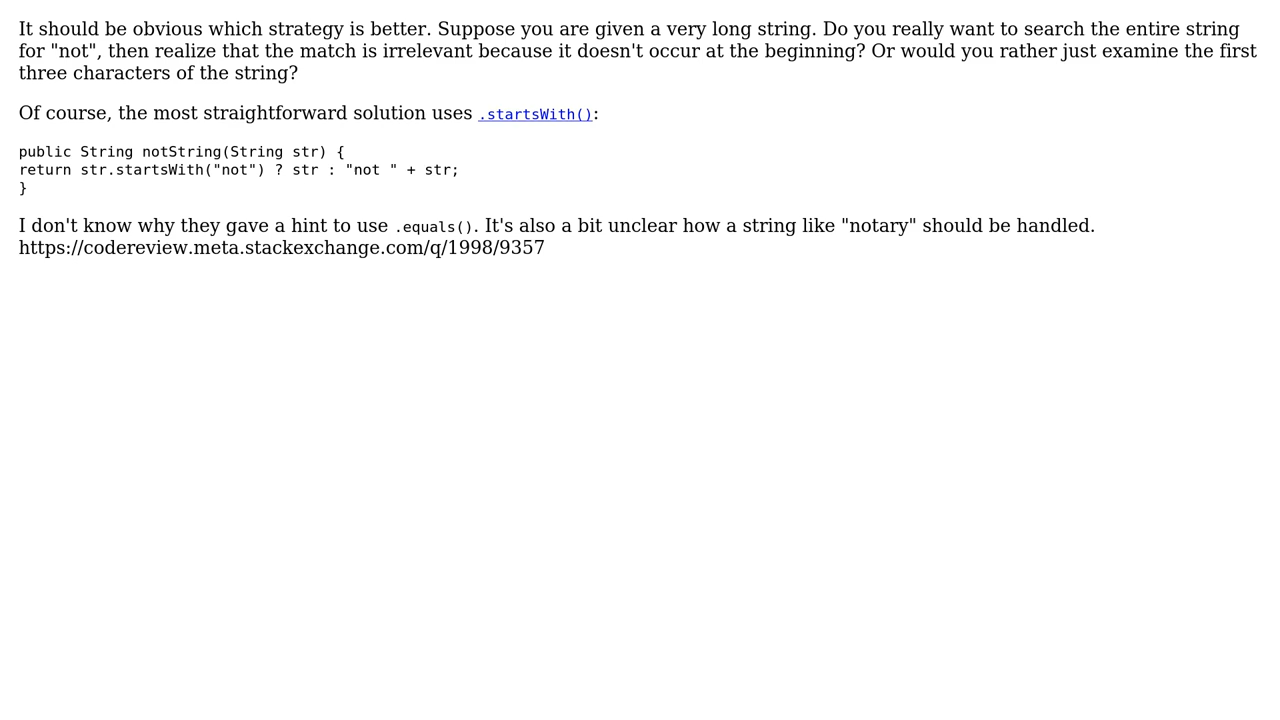 It should be obvious which strategy is better. Suppose you are given a very long string. Do you really want to search the entire string
for "not", then realize that the match is irrelevant because it doesn't occur at the beginning? Or would you rather just examine the first
three characters of the string?
Of course, the most straightforward solution uses .startsWith():
public String notString(String str) {
return str.startsWith("not") ? str : "not " + str;
}
I don't know why they gave a hint to use .equals(). It's also a bit unclear how a string like "notary" should be handled.
https://codereview.meta.stackexchange.com/q/1998/9357